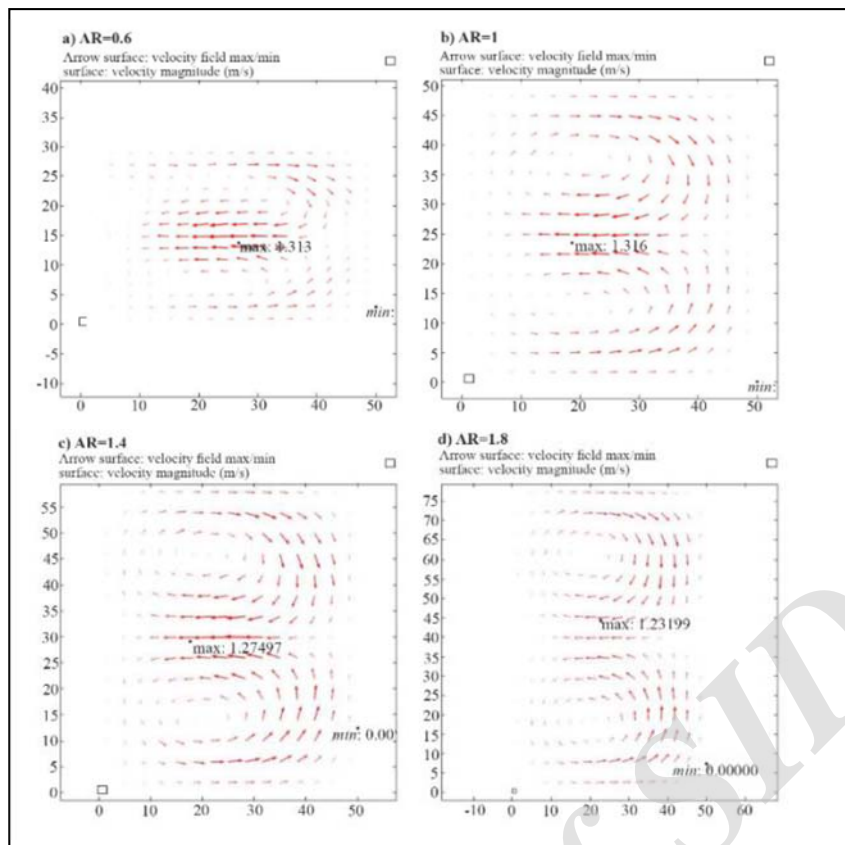 a) AR=0.6
Arrow surface: velocity field max/min
surface: velocity magnitude (m/s)
40
35
30
25
20
15
10
5
0
-5
-10
max: 1.313
min:
0 10 20 30 40 50
b) AR=1
Arrow surface: velocity field max/min
surface: velocity magnitude (m/s)
50
45
40
35
30
25
20
15
10
5
0
max: 1.316
min:
0 10 20 30 40 50
c) AR=1.4
Arrow surface: velocity field max/min
surface: velocity magnitude (m/s)
55
50
45
40
35
30
25
20
15
10
5
0
max: 1.27497
min: 0.00
0 10 20 30 40 50
d) AR=1.8
Arrow surface: velocity field max/min
surface: velocity magnitude (m/s)
75
70
65
60
55
50
45
40
35
30
25
20
15
10
5
0
max: 1.23199
min: 0.00000
-10 0 10 20 30 40 50 60
SID